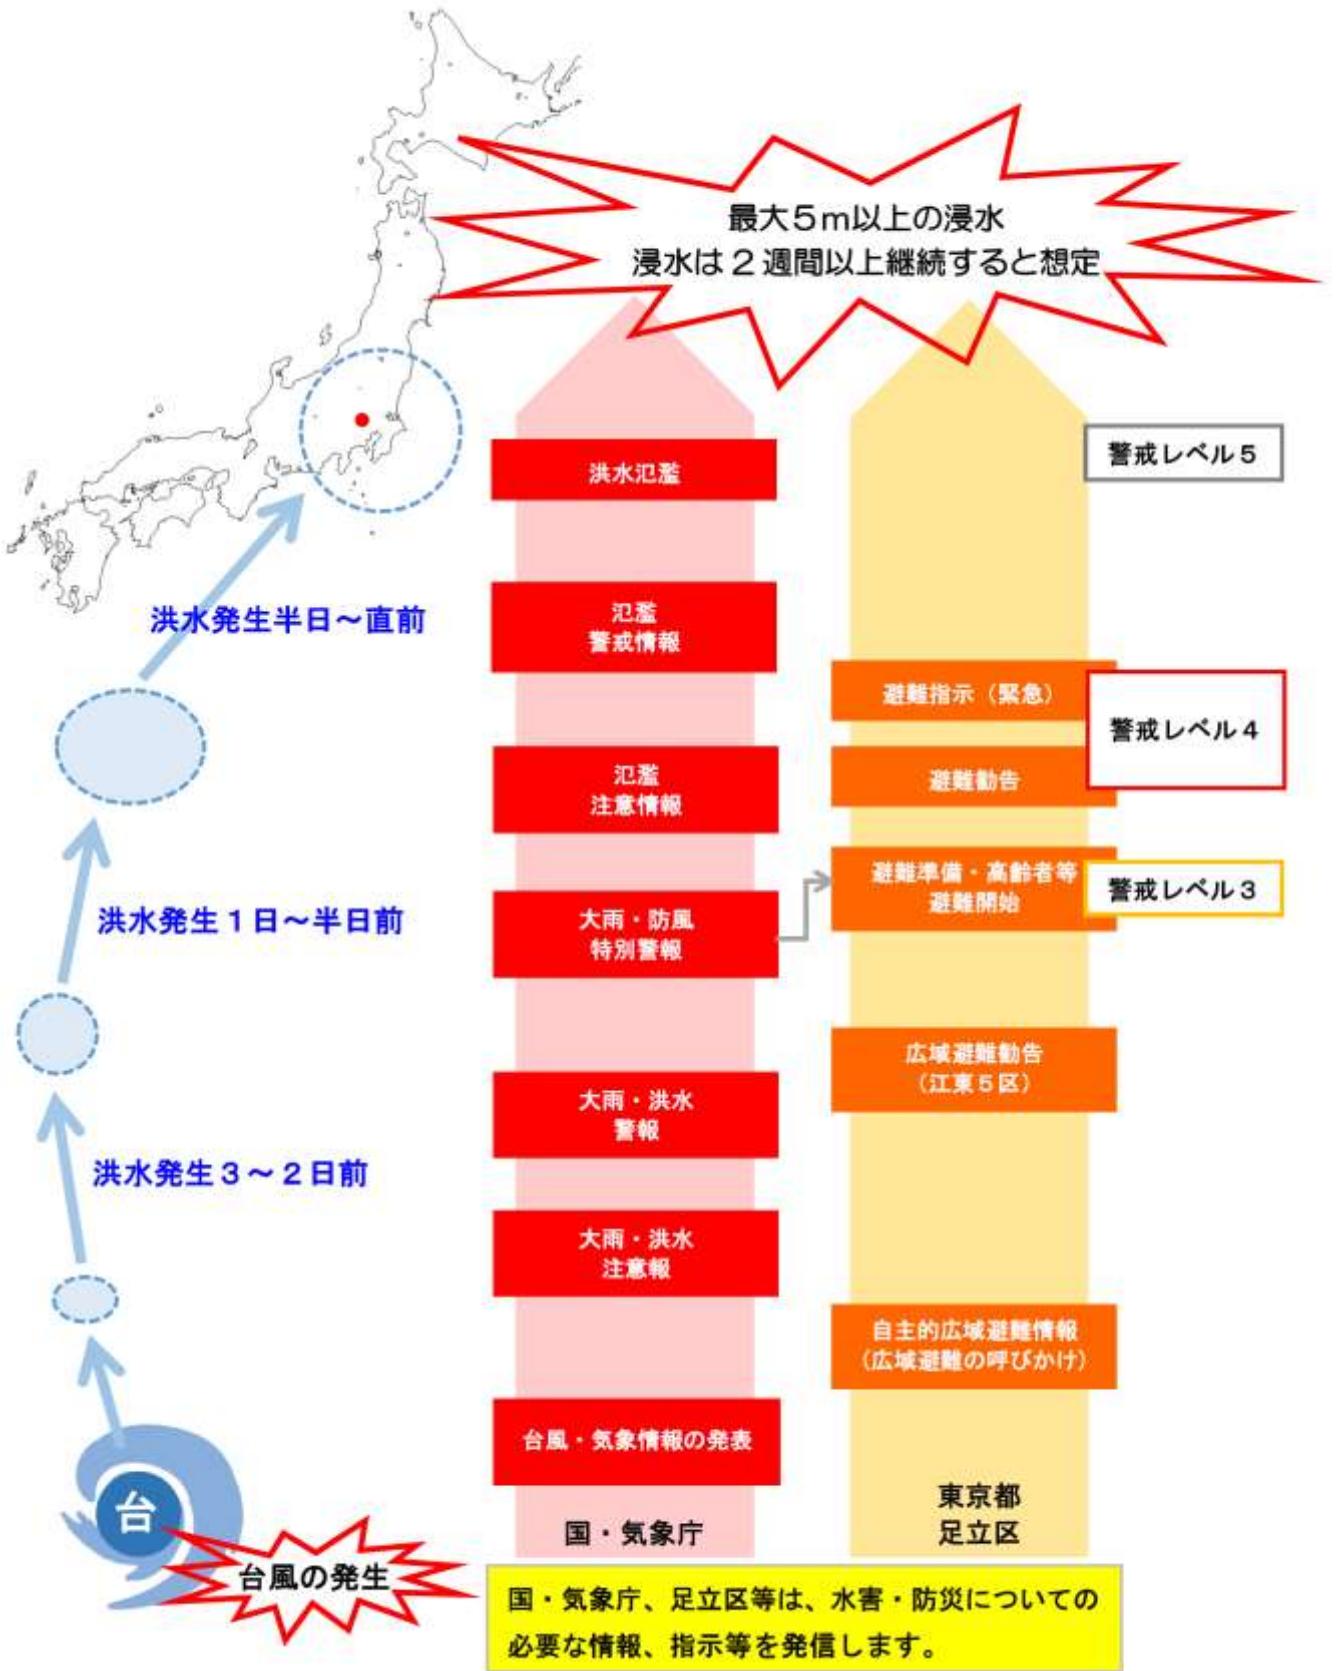 最大５ｍ以上の浸水
浸水は２週間以上継続すると想定
洪水氾濫
警戒レベル５
氾濫
警戒情報
洪水発生半日～直前
避難指示（緊急）
警戒レベル４
氾濫
注意情報
避難勧告
避難準備・高齢者等
避難開始
警戒レベル３
洪水発生１日～半日前
大雨・防風
特別警報
広域避難勧告
（江東５区）
大雨・洪水
警報
洪水発生３～２日前
大雨・洪水
注意報
自主的広域避難情報
（広域避難の呼びかけ）
台風・気象情報の発表
台
国・気象庁
東京都
足立区
台風の発生
国・気象庁、足立区等は、水害・防災についての
必要な情報、指示等を発信します。